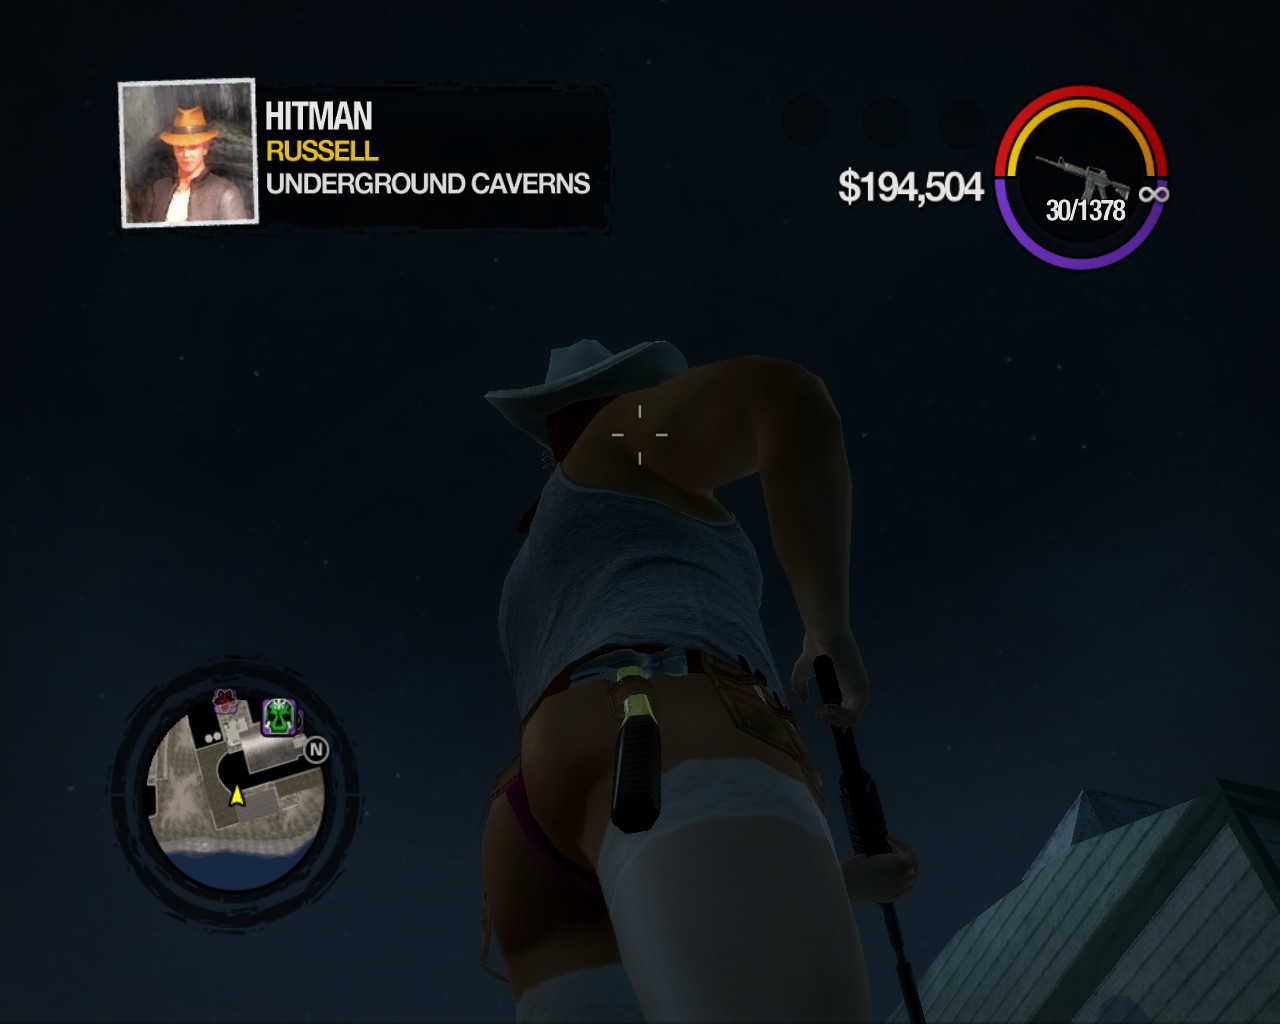 HITMAN
RUSSELL
UNDERGROUND CAVERNS
$194,504
30/1378
∞
N